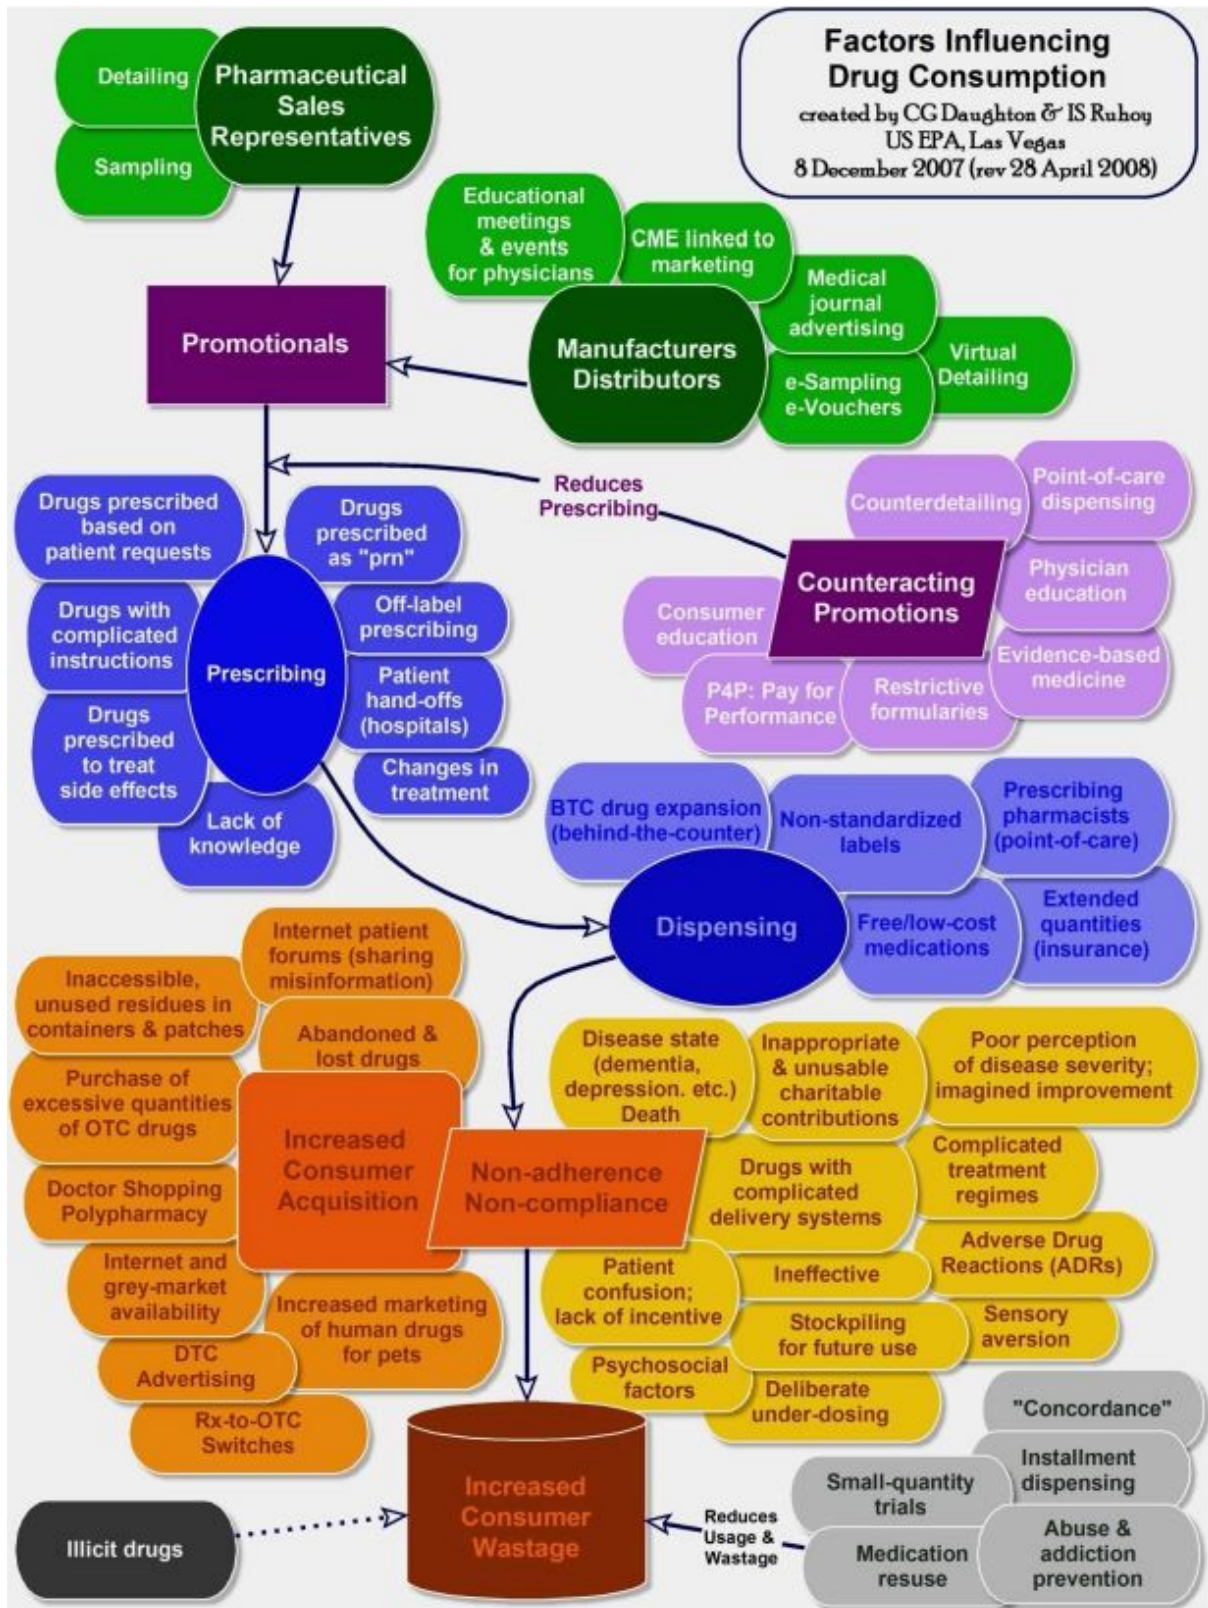 Factors Influencing
Drug Consumption
created by CG Daughton & IS Ruhoy
US EPA, Las Vegas
8 December 2007 (rev 28 April 2008)
Detailing
Sampling
Pharmaceutical
Sales
Representatives
Educational
meetings
& events
for physicians
CME linked to
marketing
Medical
journal
advertising
Virtual
Detailing
e-Sampling
e-Vouchers
Manufacturers
Distributors
Promotionals
Reduces
Prescribing
Counterdetailing
Point-of-care
dispensing
Physician
education
Evidence-based
medicine
Restrictive
formularies
P4P: Pay for
Performance
Consumer
education
Counteracting
Promotions
Drugs prescribed
based on
patient requests
Drugs
prescribed
as "prn"
Drugs with
complicated
instructions
Off-label
prescribing
Prescribing
Patient
hand-offs
(hospitals)
Drugs
prescribed
to treat
side effects
Changes in
treatment
Lack of
knowledge
BTC drug expansion
(behind-the-counter)
Non-standardized
labels
Prescribing
pharmacists
(point-of-care)
Dispensing
Free/low-cost
medications
Extended
quantities
(insurance)
Internet patient
forums (sharing
misinformation)
Inaccessible,
unused residues in
containers & patches
Abandoned &
lost drugs
Purchase of
excessive quantities
of OTC drugs
Increased
Consumer
Acquisition
Doctor Shopping
Polypharmacy
Internet and
grey-market
availability
Increased marketing
of human drugs
for pets
DTC
Advertising
Rx-to-OTC
Switches
Non-adherence
Non-compliance
Disease state
(dementia,
depression. etc.)
Death
Inappropriate
& unusable
charitable
contributions
Poor perception
of disease severity;
imagined improvement
Drugs with
complicated
delivery systems
Complicated
treatment
regimes
Patient
confusion;
lack of incentive
Ineffective
Adverse Drug
Reactions (ADRs)
Stockpiling
for future use
Sensory
aversion
Psychosocial
factors
Deliberate
under-dosing
Increased
Consumer
Wastage
Illicit drugs
Reduces
Usage &
Wastage
"Concordance"
Installment
dispensing
Small-quantity
trials
Medication
resuse
Abuse &
addiction
prevention